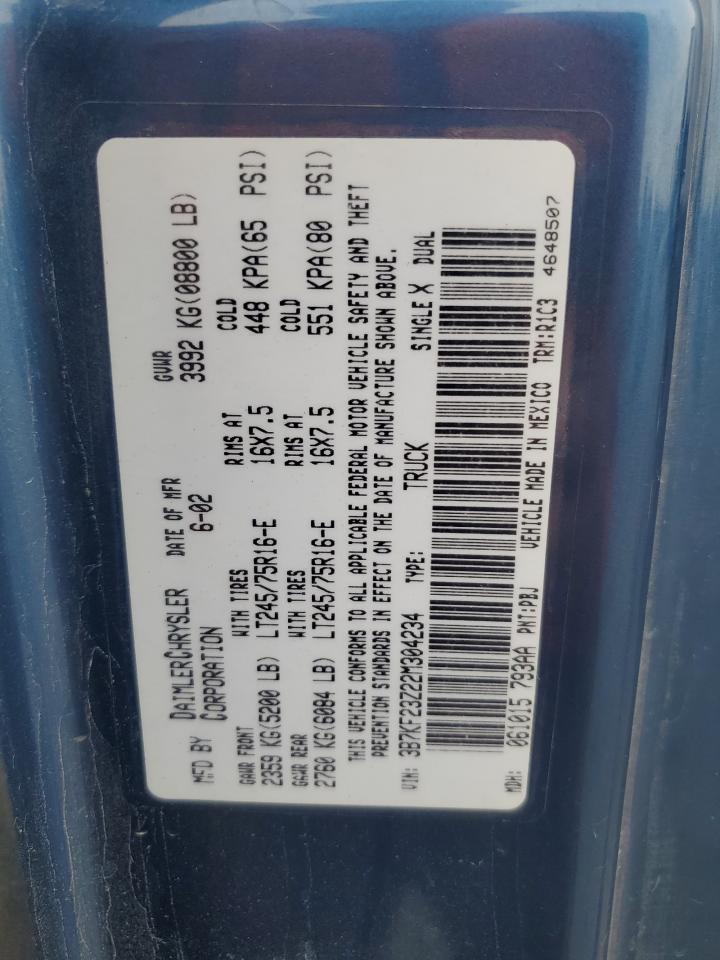 MFD BY DAIMLERCHRYSLER CORPORATION
DATE OF MFR
6-02
GVWR
3992 KG(08800 LB)
GAWR FRONT WITH TIRES RIMS AT COLD
2359 KG(5200 LB) LT245/75R16-E 16X7.5 448 KPA(65 PSI)
GAWR REAR WITH TIRES RIMS AT COLD
2760 KG(6084 LB) LT245/75R16-E 16X7.5 551 KPA(80 PSI)
THIS VEHICLE CONFORMS TO ALL APPLICABLE FEDERAL MOTOR VEHICLE SAFETY AND THEFT
PREVENTION STANDARDS IN EFFECT ON THE DATE OF MANUFACTURE SHOWN ABOVE.
VIN: 3B7KF23Z22M304234 TYPE: TRUCK SINGLE X DUAL
MDH: 061015 793AA PNT:PBJ VEHICLE MADE IN MEXICO TRM:R1C3
4648507